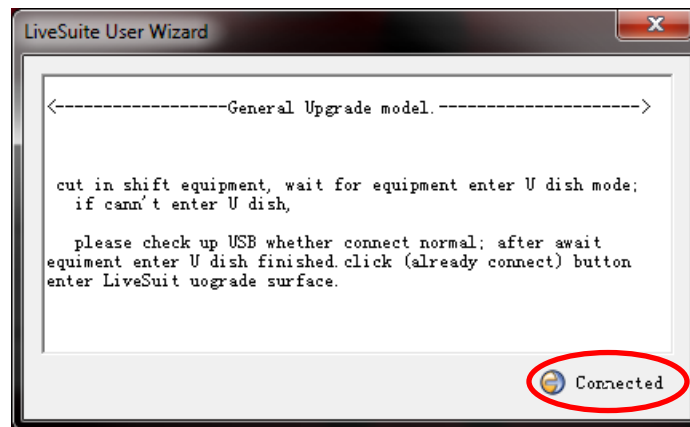 LiveSuite User Wizard
<------------------General Upgrade model.--------------------->
cut in shift equipment, wait for equipment enter U dish mode;
if cann't enter U dish,
please check up USB whether connect normal; after await
equiment enter U dish finished.click (already connect) button
enter LiveSuit uograde surface.
Connected